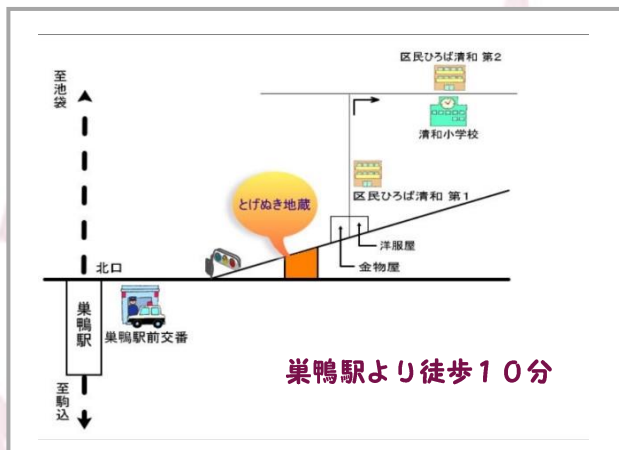 区民ひろば清和 第2
至池袋
清和小学校
区民ひろば清和 第1
とげぬき地蔵
洋服屋
金物屋
北口
巣鴨駅
巣鴨駅前交番
巣鴨駅より徒歩１０分
至駒込